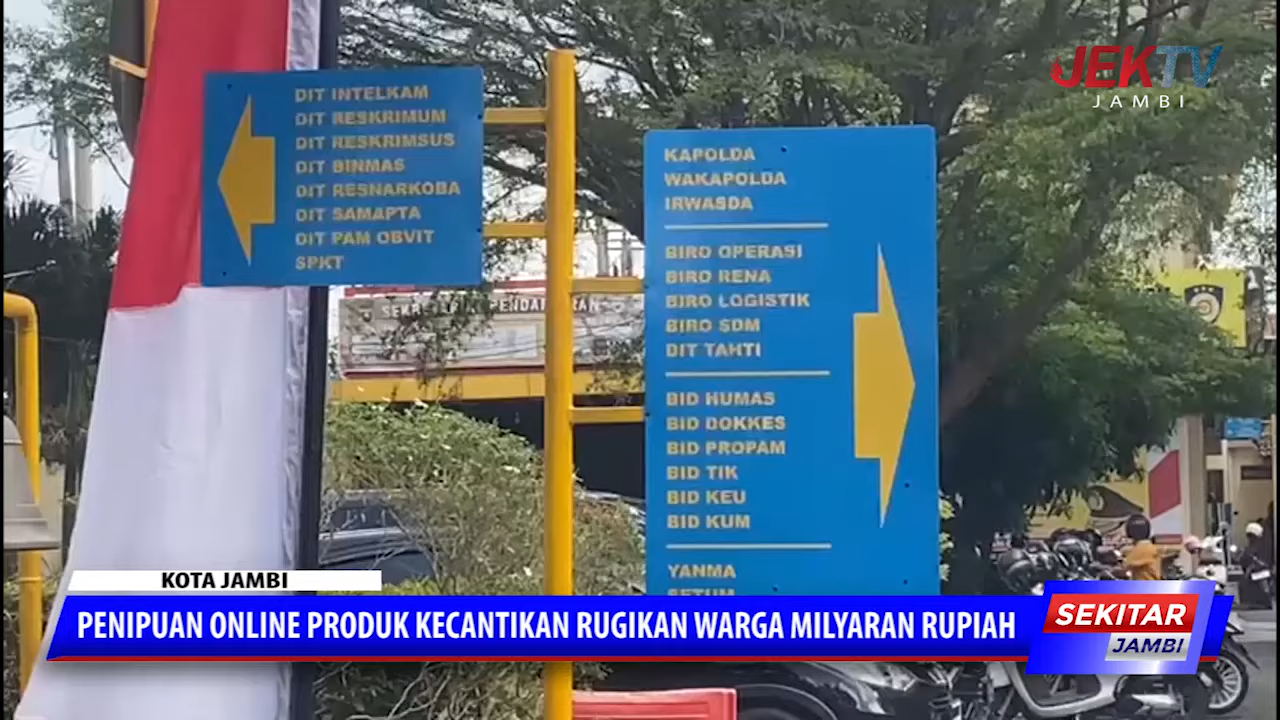 JEKTV
JAMBI
DIT INTELKAM
DIT RESKRIMUM
DIT RESKRIMSUS
DIT BINMAS
DIT RESNARKOBA
DIT SAMAPTA
DIT PAM OBVIT
SPKT
KAPOLDA
WAKAPOLDA
IRWASDA
BIRO OPERASI
BIRO RENA
BIRO LOGISTIK
BIRO SDM
DIT TAHTI
BID HUMAS
BID DOKKES
BID PROPAM
BID TIK
BID KEU
BID KUM
YANMA
SETUM
PENDAFTARAN
KOTA JAMBI
PENIPUAN ONLINE PRODUK KECANTIKAN RUGIKAN WARGA MILYARAN RUPIAH
SEKITAR
JAMBI